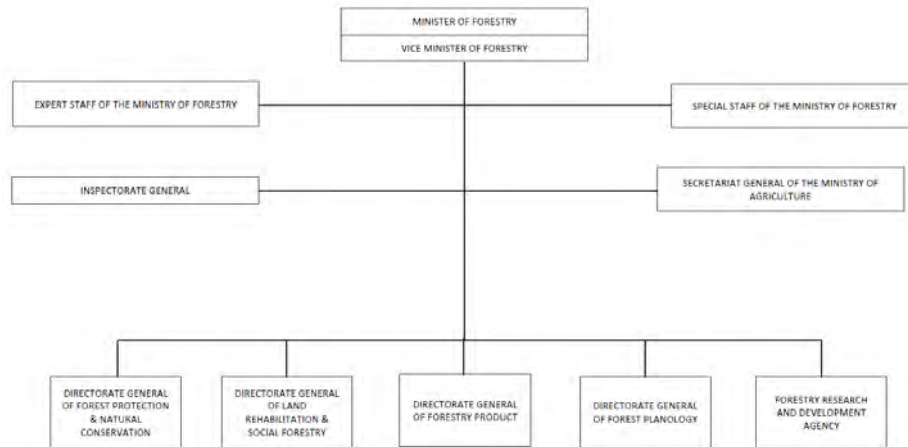 MINISTER OF FORESTRY
VICE MINISTER OF FORESTRY
EXPERT STAFF OF THE MINISTRY OF FORESTRY
SPECIAL STAFF OF THE MINISTRY OF FORESTRY
INSPECTORATE GENERAL
SECRETARIAT GENERAL OF THE MINISTRY OF
AGRICULTURE
DIRECTORATE GENERAL
OF FOREST PROTECTION
& NATURAL
CONSERVATION
DIRECTORATE GENERAL
OF LAND
REHABILITATION &
SOCIAL FORESTRY
DIRECTORATE GENERAL
OF FORESTRY PRODUCT
DIRECTORATE GENERAL
OF FOREST PLANOLOGY
FORESTRY RESEARCH
AND DEVELOPMENT
AGENCY